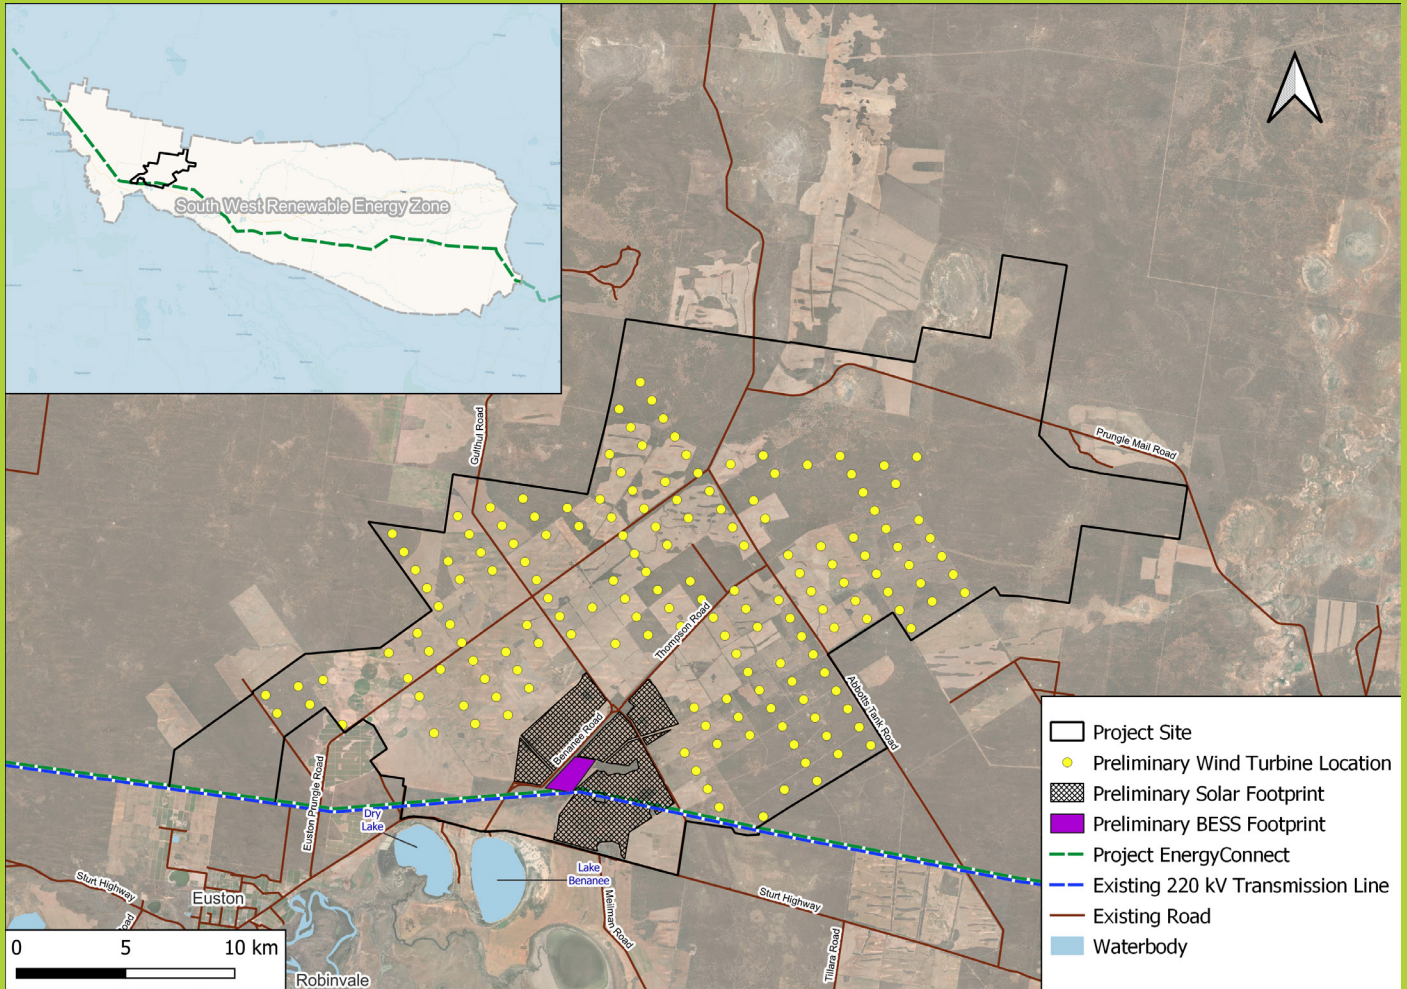 South West Renewable Energy Zone
Gulthul Road
Prungle Mail Road
Thompson Road
Abbotts Tank Road
Benanee Road
Euston Prungle Road
Dry
Lake
Lake
Benanee
Sturt Highway
Euston
Meilman Road
Sturt Highway
Tillara Road
Road
Robinvale
0 5 10 km
Project Site
Preliminary Wind Turbine Location
Preliminary Solar Footprint
Preliminary BESS Footprint
Project EnergyConnect
Existing 220 kV Transmission Line
Existing Road
Waterbody